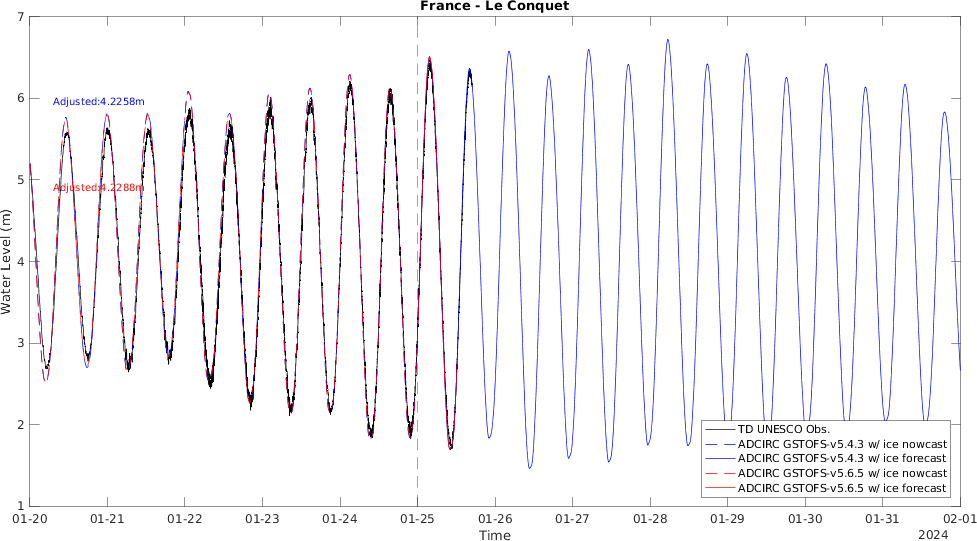 France - Le Conquet
7
6
5
4
3
2
1
Water Level (m)
Adjusted:4.2258m
Adjusted:4.2288m
TD UNESCO Obs.
ADCIRC GSTOFS-v5.4.3 w/ ice nowcast
ADCIRC GSTOFS-v5.4.3 w/ ice forecast
ADCIRC GSTOFS-v5.6.5 w/ ice nowcast
ADCIRC GSTOFS-v5.6.5 w/ ice forecast
01-20 01-21 01-22 01-23 01-24 01-25 01-26 01-27 01-28 01-29 01-30 01-31 02-01
Time
2024